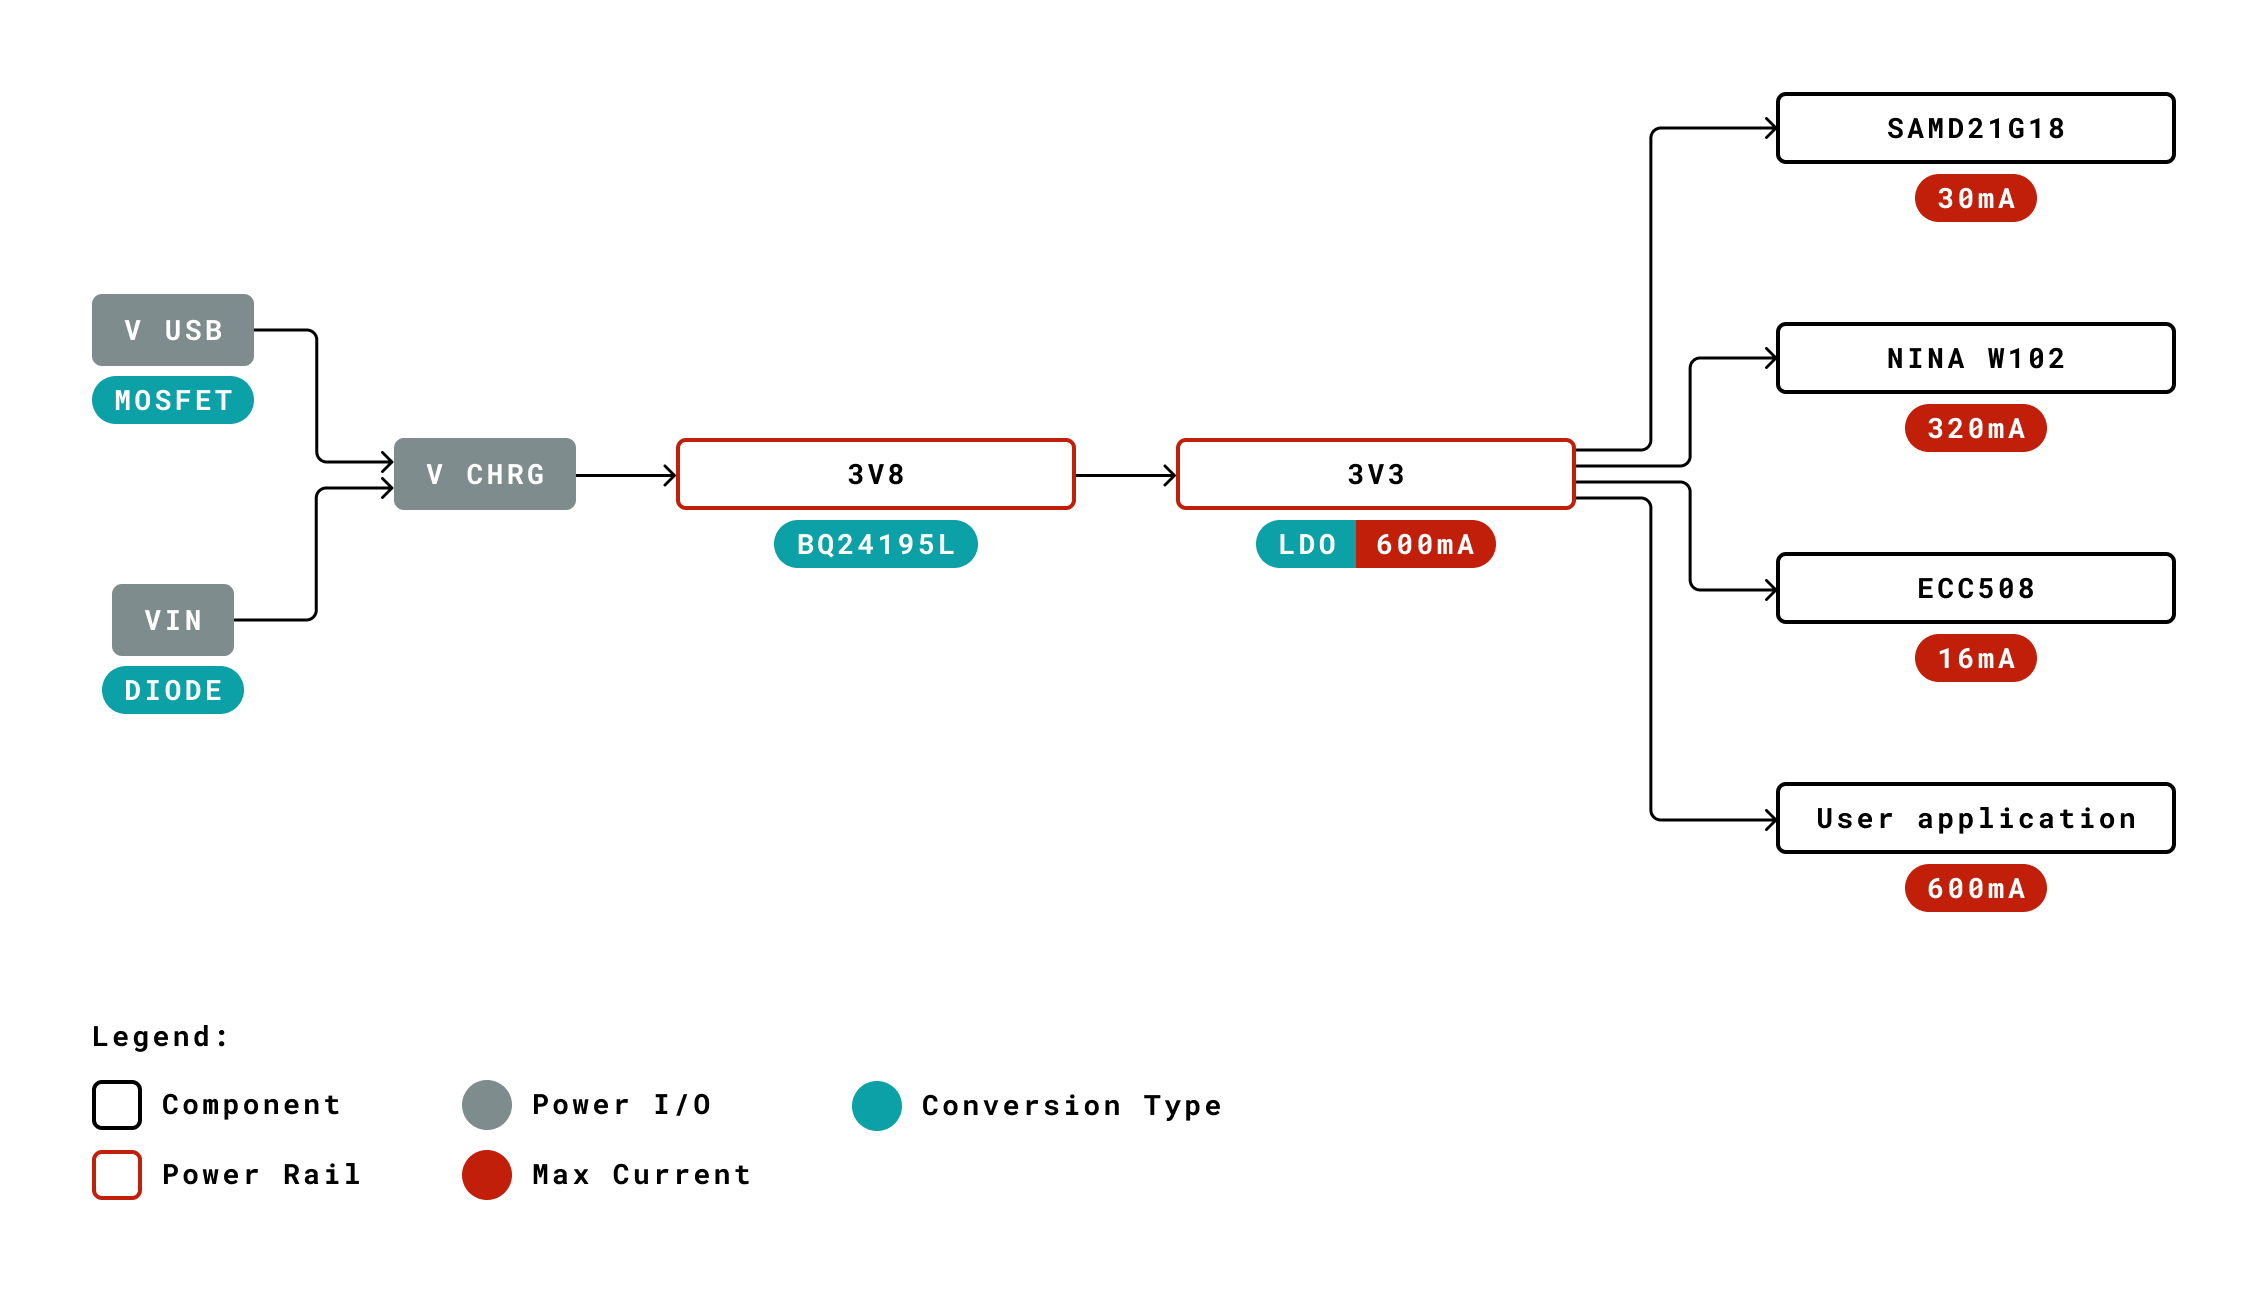 SAMD21G18
30mA
V USB
MOSFET
NINA W102
320mA
V CHRG
3V8
BQ24195L
3V3
LDO 600mA
VIN
DIODE
ECC508
16mA
User application
600mA
Legend:
Component
Power I/O
Conversion Type
Power Rail
Max Current